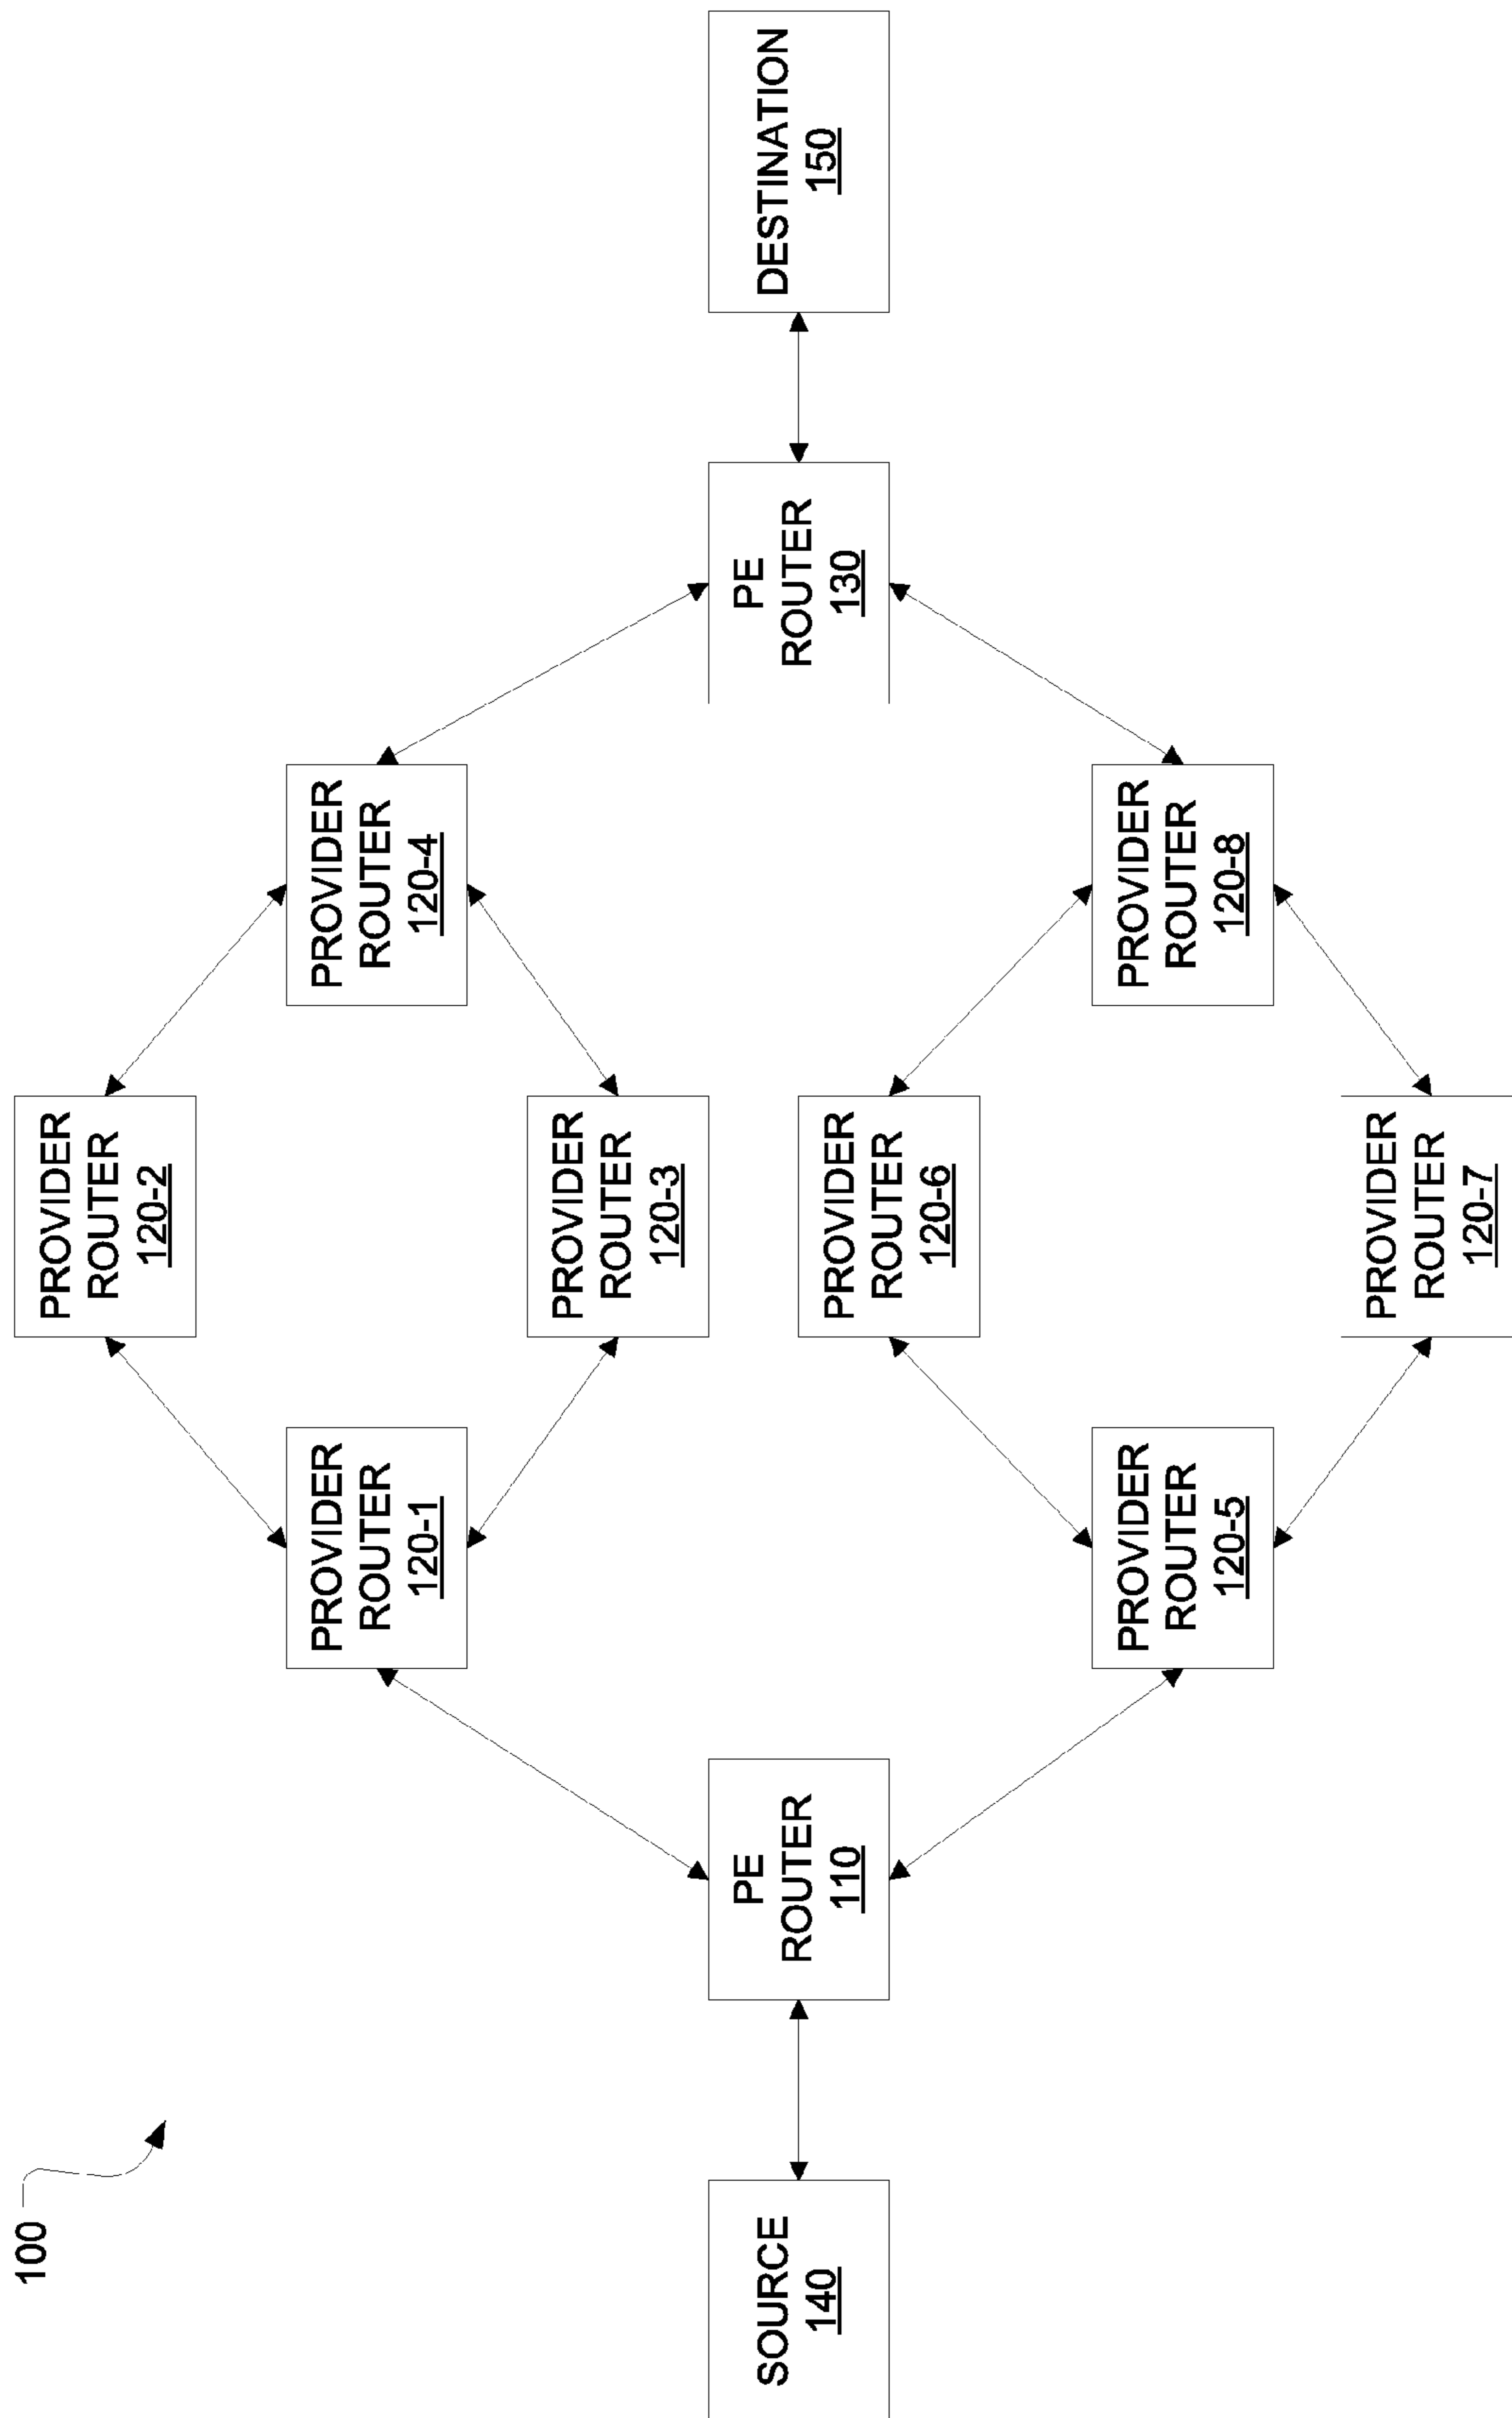 100
SOURCE
140
PE
ROUTER
110
PROVIDER
ROUTER
120-1
PROVIDER
ROUTER
120-2
PROVIDER
ROUTER
120-3
PROVIDER
ROUTER
120-4
PROVIDER
ROUTER
120-5
PROVIDER
ROUTER
120-6
PROVIDER
ROUTER
120-7
PROVIDER
ROUTER
120-8
PE
ROUTER
130
DESTINATION
150